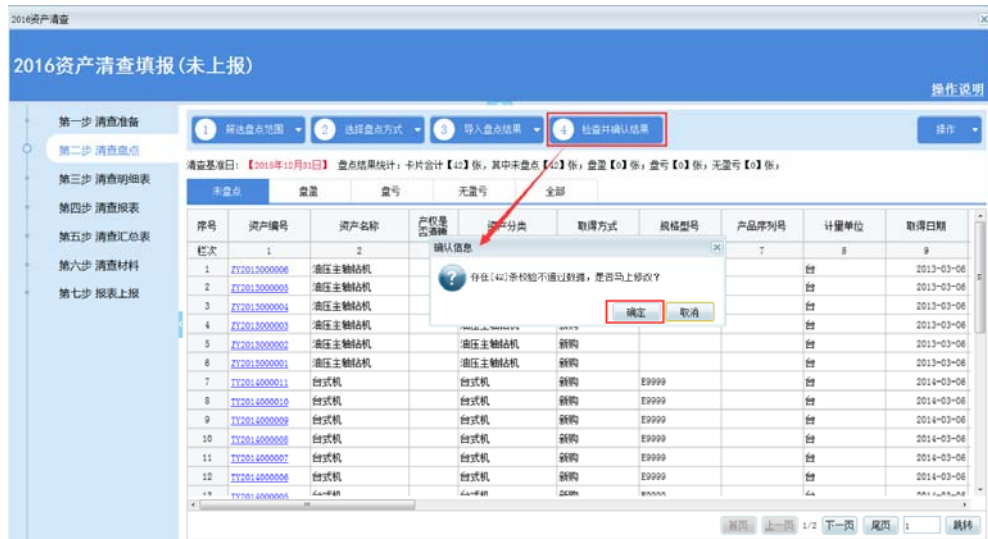 2016资产清查
2016资产清查填报(未上报)
操作说明
第一步 清查准备
第二步 清查盘点
第三步 清查明细表
第四步 清查报表
第五步 清查汇总表
第六步 清查材料
第七步 报表上报
1 筛选盘点范围 2 选择盘点方式 3 导入盘点结果 4 检查并确认结果 操作
清查基准日：【2015年12月31日】 盘点结果统计：卡片合计【42】张，其中未盘点【42】张；盘盈【0】张；盘亏【0】张；无盈亏【0】张；
未盘点 盘盈 盘亏 无盈亏 全部
序号 资产编号 资产名称 产权是否清晰 资产分类 取得方式 规格型号 产品序列号 计量单位 取得日期
栏次 1 2 7 8 9
确认信息
存在[42]条校验不通过数据，是否马上修改？
确定 取消
1 ZY2013000006 油压主轴钻机 台 2013-03-06
2 ZY2013000005 油压主轴钻机 台 2013-03-06
3 ZY2013000004 油压主轴钻机 台 2013-03-06
4 ZY2013000003 油压主轴钻机 油压主轴钻机 新购 台 2013-03-06
5 ZY2013000002 油压主轴钻机 油压主轴钻机 新购 台 2013-03-06
6 ZY2013000001 油压主轴钻机 油压主轴钻机 新购 台 2013-03-06
7 TY2014000011 台式机 台式机 新购 E9999 台 2014-03-06
8 TY2014000010 台式机 台式机 新购 E9999 台 2014-03-06
9 TY2014000009 台式机 台式机 新购 E9999 台 2014-03-06
10 TY2014000008 台式机 台式机 新购 E9999 台 2014-03-06
11 TY2014000007 台式机 台式机 新购 E9999 台 2014-03-06
12 TY2014000006 台式机 台式机 新购 E9999 台 2014-03-06
首页 上一页 1/2 下一页 尾页 1 跳转